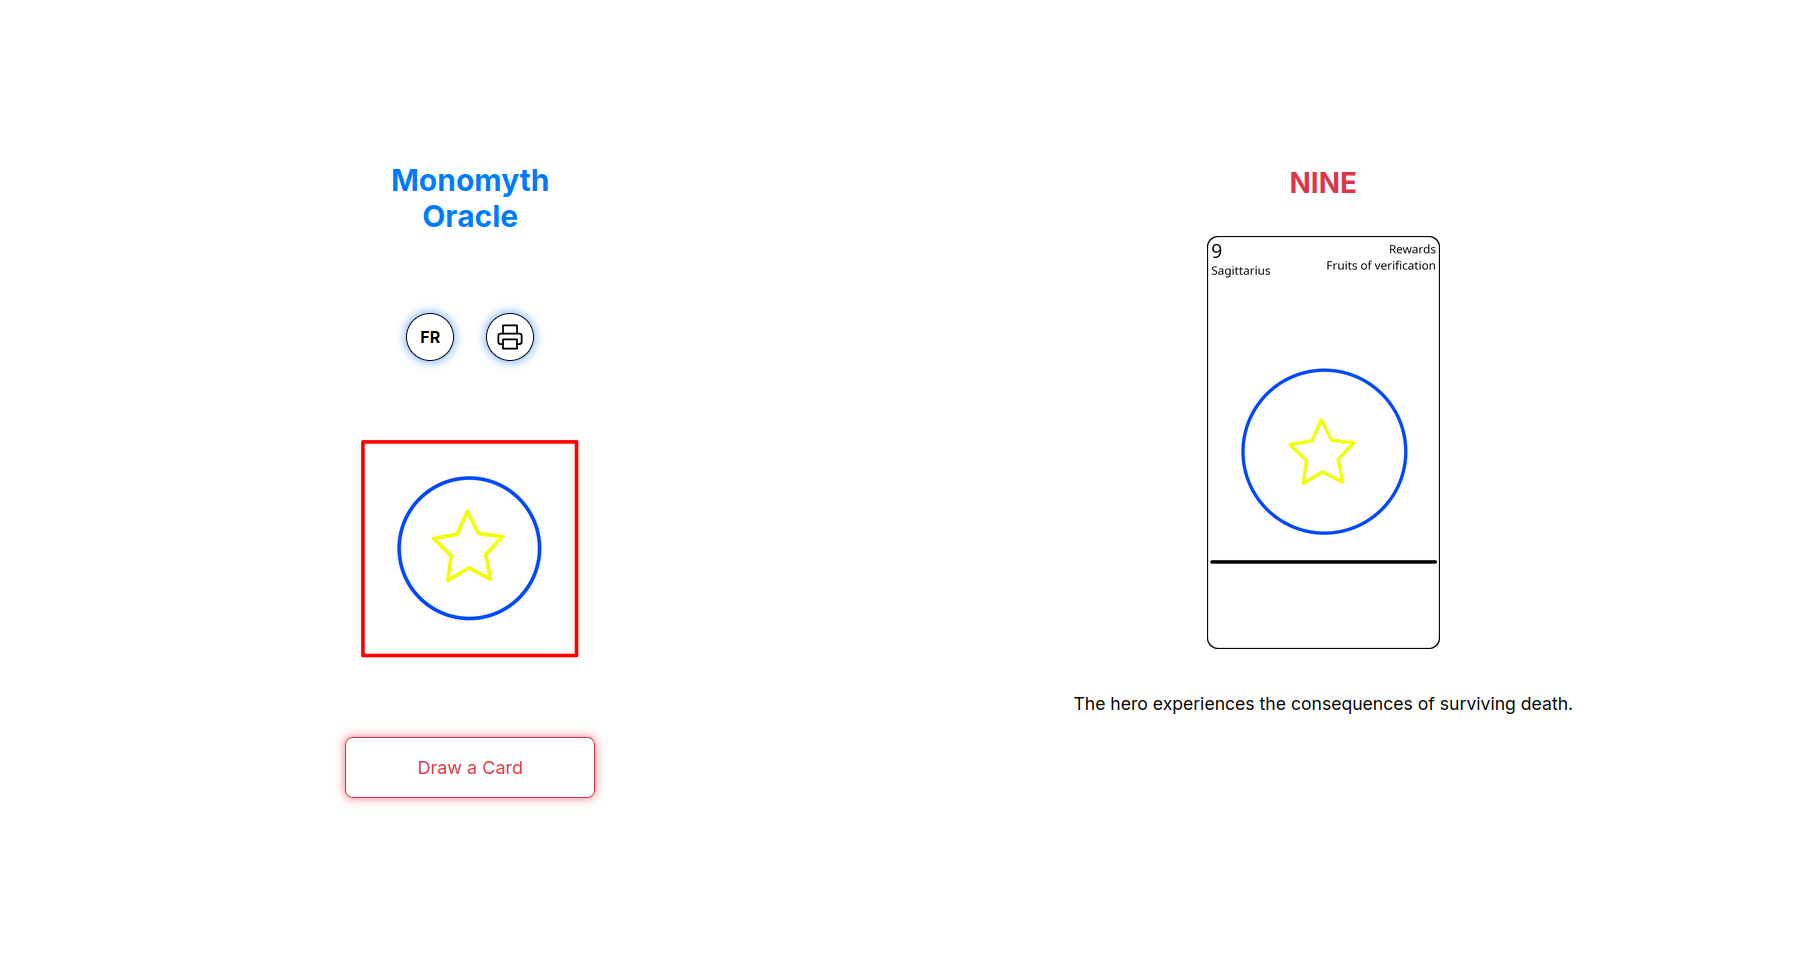 Monomyth
Oracle
FR
Draw a Card
NINE
9
Sagittarius
Rewards
Fruits of verification
The hero experiences the consequences of surviving death.